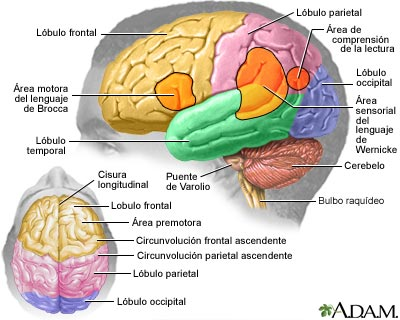 Lóbulo frontal
Lóbulo parietal
Área de
comprensión
de la lectura
Área motora
del lenguaje
de Brocca
Lóbulo
occipital
Área
sensorial
del
lenguaje
de
Wernicke
Lóbulo
temporal
Puente
de Varolio
Cerebelo
Bulbo raquídeo
Cisura
longitudinal
Lobulo frontal
Área premotora
Circunvolución frontal ascendente
Circunvolución parietal ascendente
Lóbulo parietal
Lóbulo occipital
ADAM.